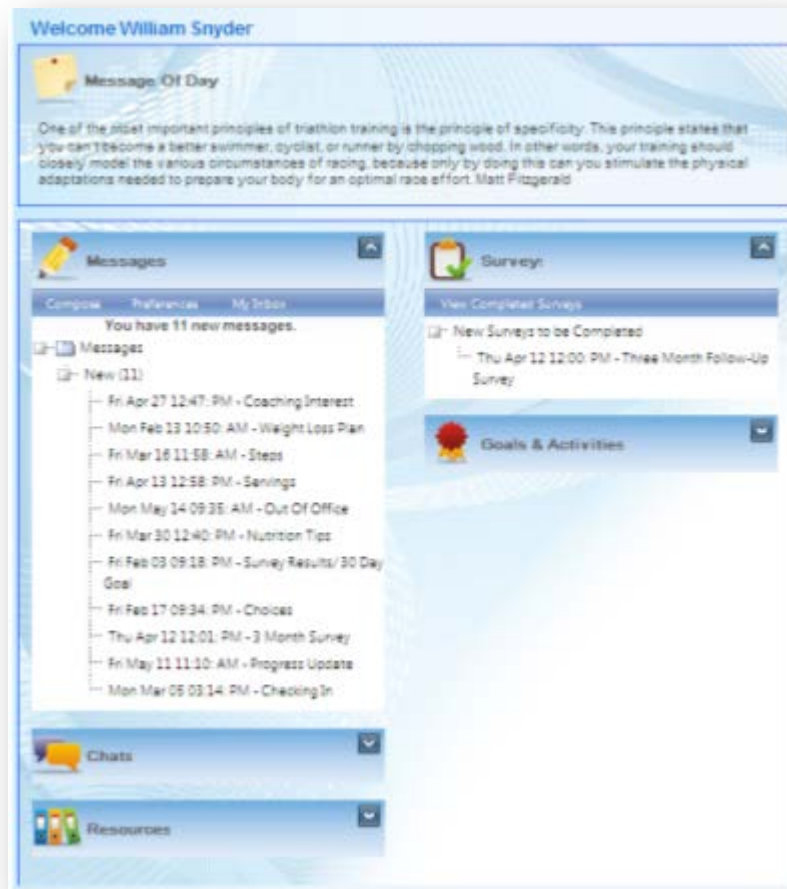 Welcome William Snyder
Message Of Day
One of the most important principles of triathlon training is the principle of specificity. This principle states that
you can't become a better swimmer, cyclist, or runner by chopping wood. In other words, your training should
closely model the various circumstances of racing, because only by doing this can you stimulate the physical
adaptations needed to prepare your body for an optimal race effort. Matt Fitzgerald
Messages
Compose Preferences My Inbox
You have 11 new messages.
Messages
New (11)
Fri Apr 27 12:47: PM - Coaching Interest
Mon Feb 13 10:50: AM - Weight Loss Plan
Fri Mar 16 11:58: AM - Steps
Fri Apr 13 12:58: PM - Servings
Mon May 14 09:35: AM - Out Of Office
Fri Mar 30 12:40: PM - Nutrition Tips
Fri Feb 03 09:18: PM - Survey Results/ 30 Day
Goal
Fri Feb 17 09:34: PM - Choices
Thu Apr 12 12:01: PM - 3 Month Survey
Fri May 11 11:10: AM - Progress Update
Mon Mar 05 03:14: PM - Checking In
Chats
Resources
Survey:
View Completed Surveys
New Surveys to be Completed
Thu Apr 12 12:00: PM - Three Month Follow-Up
Survey
Goals & Activities